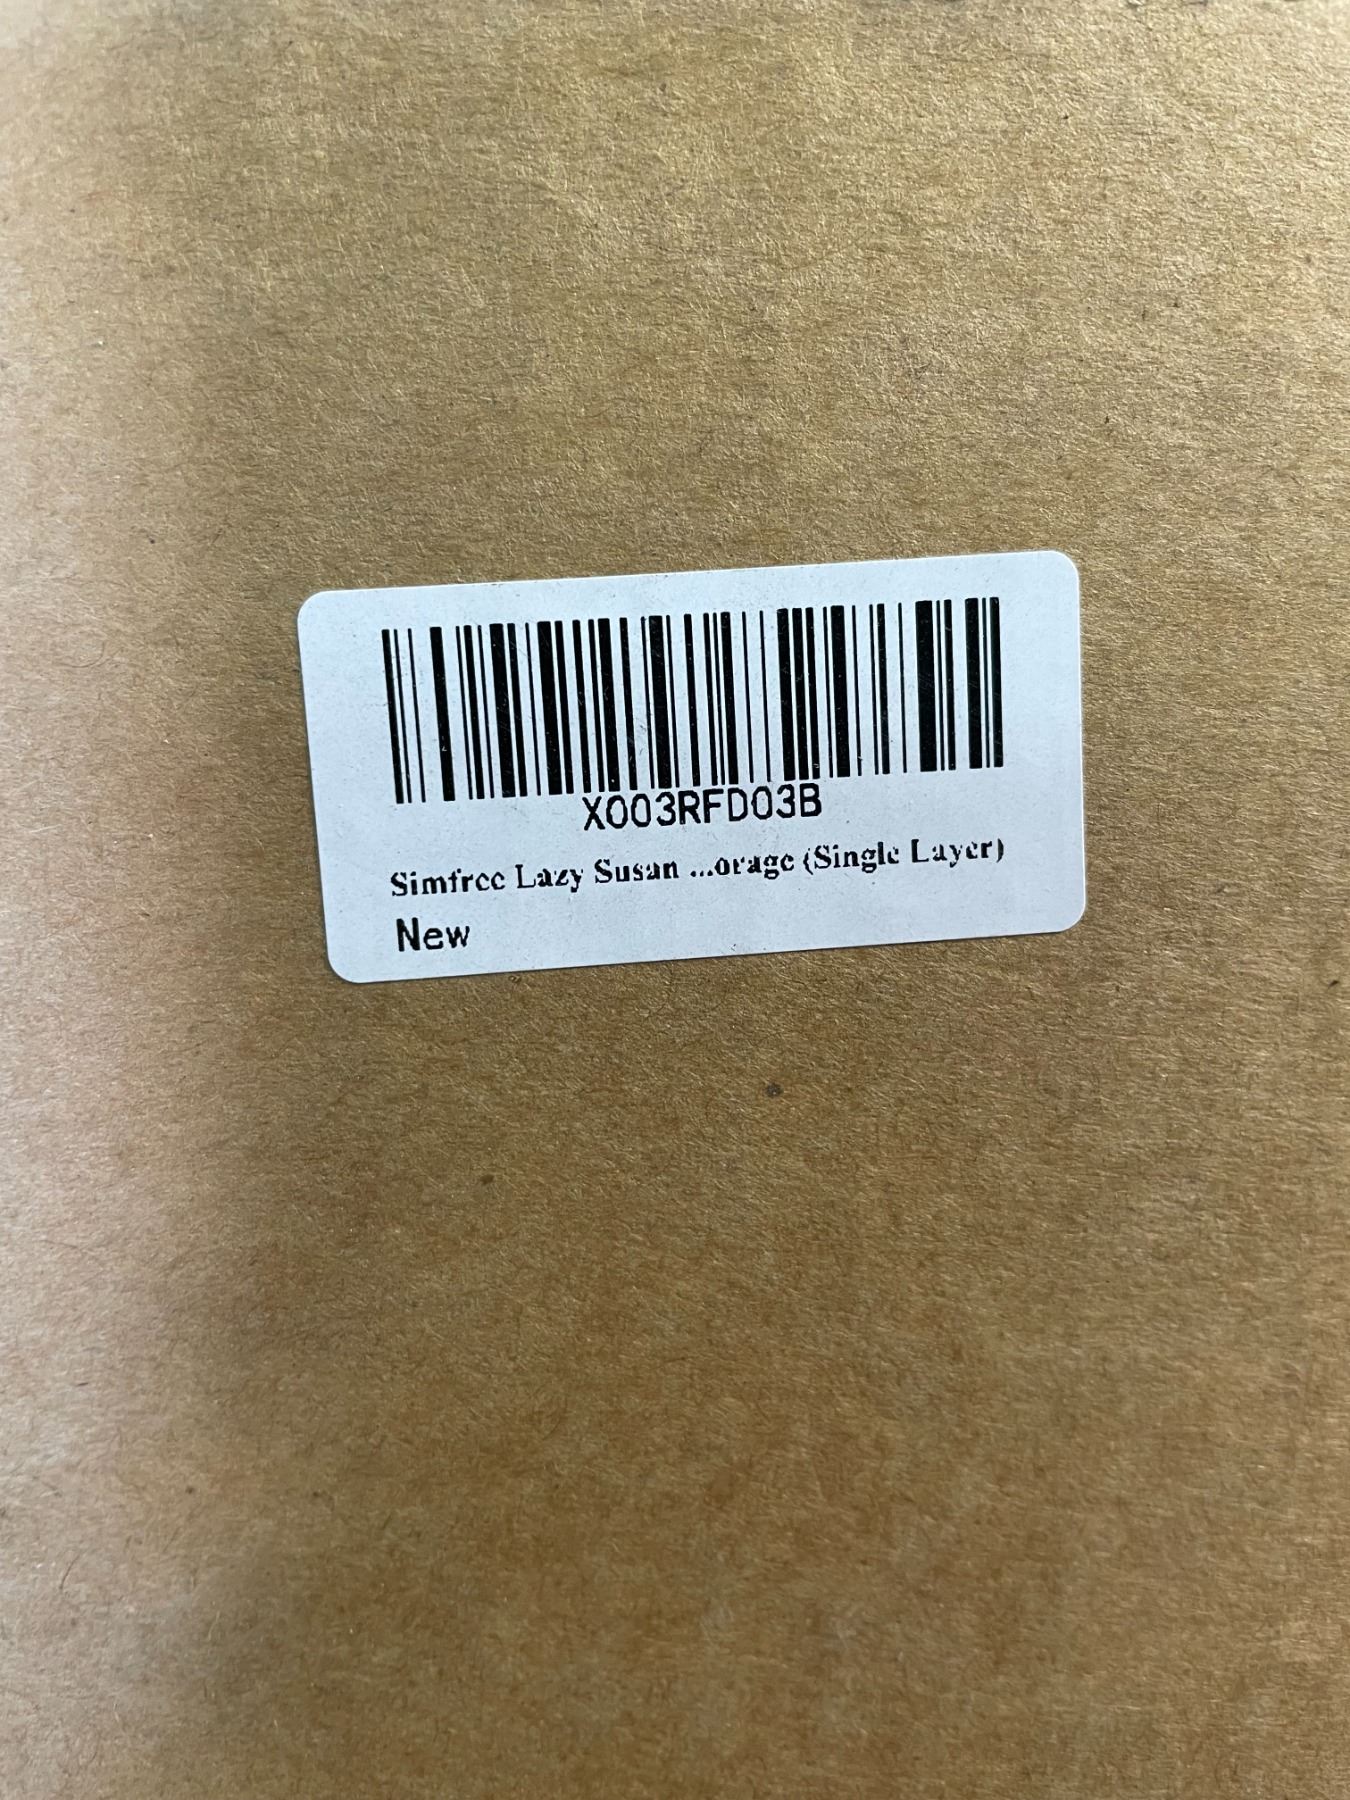 X003RFD03B
Simfree Lazy Susan ...orage (Single Layer)
New